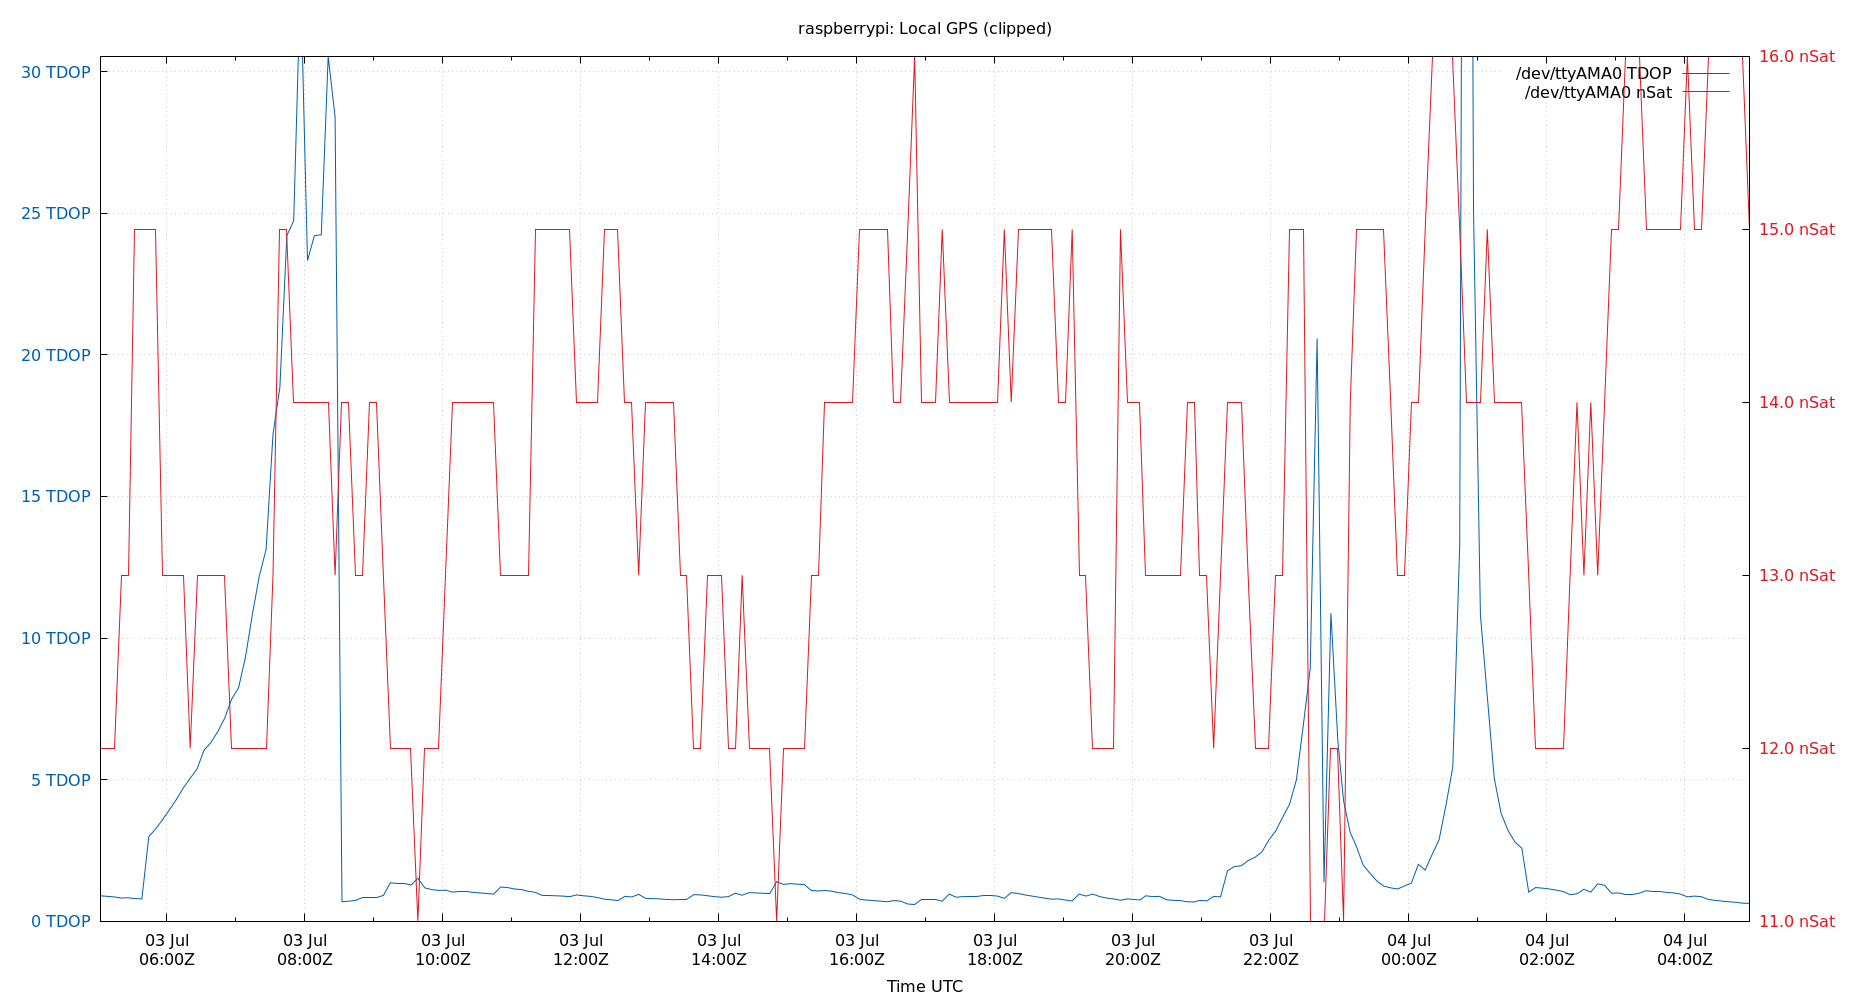 raspberrypi: Local GPS (clipped)
/dev/ttyAMA0 TDOP
/dev/ttyAMA0 nSat
30 TDOP
25 TDOP
20 TDOP
15 TDOP
10 TDOP
5 TDOP
0 TDOP
16.0 nSat
15.0 nSat
14.0 nSat
13.0 nSat
12.0 nSat
11.0 nSat
03 Jul
06:00Z
03 Jul
08:00Z
03 Jul
10:00Z
03 Jul
12:00Z
03 Jul
14:00Z
03 Jul
16:00Z
03 Jul
18:00Z
03 Jul
20:00Z
03 Jul
22:00Z
04 Jul
00:00Z
04 Jul
02:00Z
04 Jul
04:00Z
Time UTC